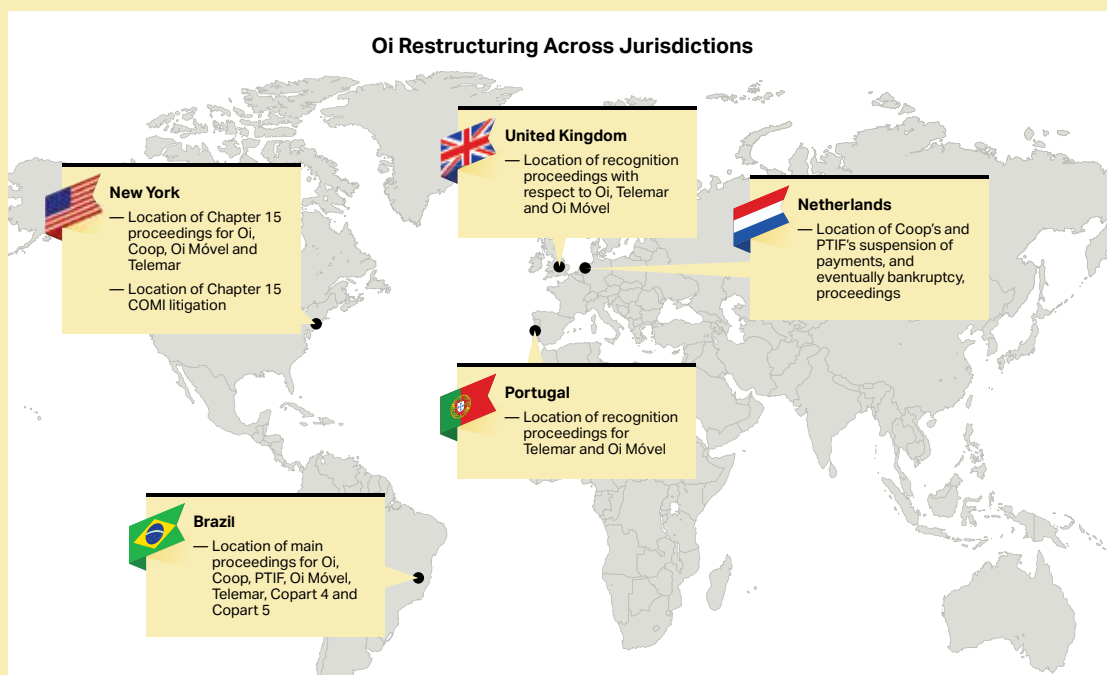 Oi Restructuring Across Jurisdictions
United Kingdom
— Location of recognition
proceedings with
respect to Oi, Telemar
and Oi Móvel
New York
— Location of Chapter 15
proceedings for Oi,
Coop, Oi Móvel and
Telemar
— Location of Chapter 15
COMI litigation
Netherlands
— Location of Coop’s and
PTIF’s suspension of
payments, and
eventually bankruptcy,
proceedings
Portugal
— Location of recognition
proceedings for
Telemar and Oi Móvel
Brazil
— Location of main
proceedings for Oi,
Coop, PTIF, Oi Móvel,
Telemar, Copart 4 and
Copart 5